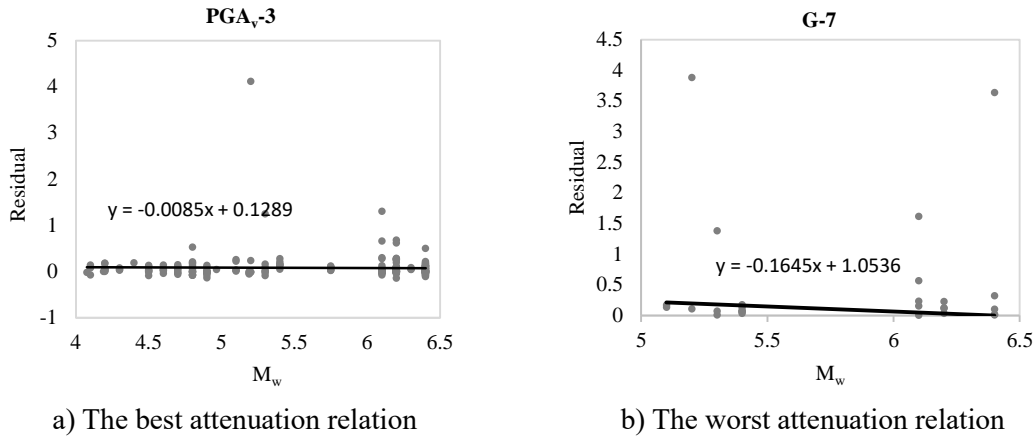 PGAᵥ-3
5
4
3
2
1
0
-1
Residual
y = -0.0085x + 0.1289
4
4.5
5
5.5
6
6.5
M_w
a) The best attenuation relation
G-7
4.5
4
3.5
3
2.5
2
1.5
1
0.5
0
Residual
y = -0.1645x + 1.0536
5
5.5
6
6.5
M_w
b) The worst attenuation relation